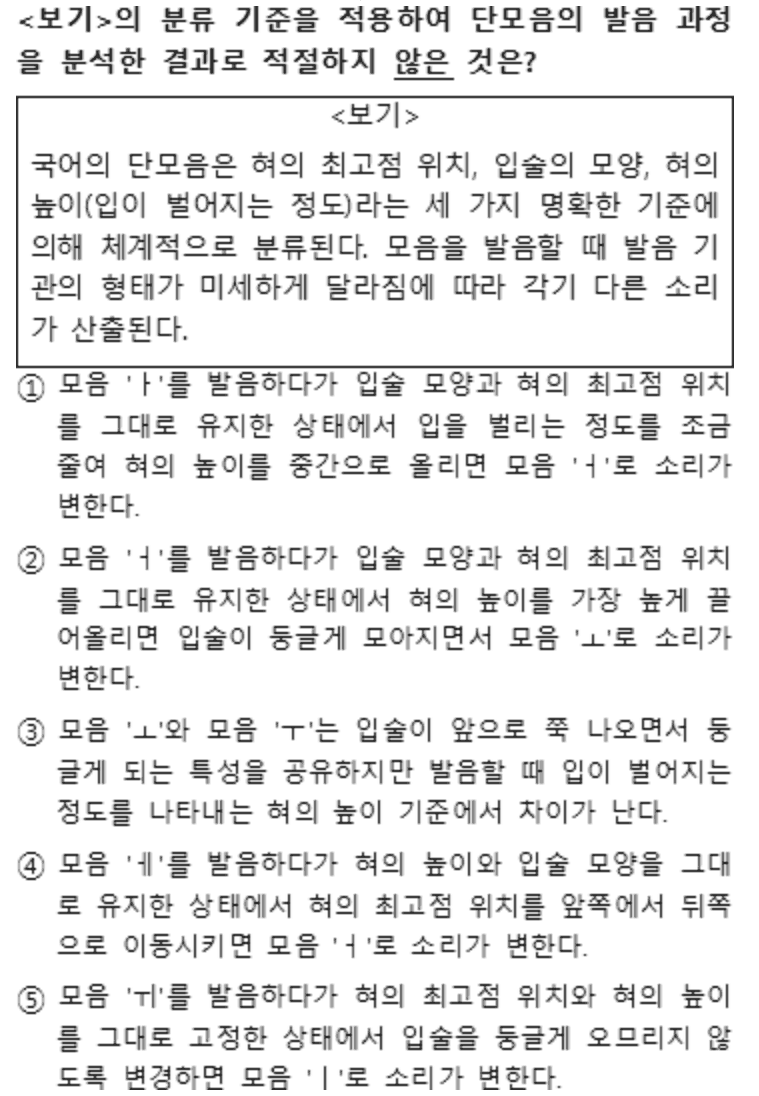 <보기>의 분류 기준을 적용하여 단모음의 발음 과정
을 분석한 결과로 적절하지 않은 것은?
<보기>
국어의 단모음은 혀의 최고점 위치, 입술의 모양, 혀의
높이(입이 벌어지는 정도)라는 세 가지 명확한 기준에
의해 체계적으로 분류된다. 모음을 발음할 때 발음 기
관의 형태가 미세하게 달라짐에 따라 각기 다른 소리
가 산출된다.
① 모음 'ㅏ'를 발음하다가 입술 모양과 혀의 최고점 위치
를 그대로 유지한 상태에서 입을 벌리는 정도를 조금
줄여 혀의 높이를 중간으로 올리면 모음 'ㅓ'로 소리가
변한다.
② 모음 'ㅓ'를 발음하다가 입술 모양과 혀의 최고점 위치
를 그대로 유지한 상태에서 혀의 높이를 가장 높게 끌
어올리면 입술이 둥글게 모아지면서 모음 'ㅗ'로 소리가
변한다.
③ 모음 'ㅗ'와 모음 'ㅜ'는 입술이 앞으로 쭉 나오면서 둥
글게 되는 특성을 공유하지만 발음할 때 입이 벌어지는
정도를 나타내는 혀의 높이 기준에서 차이가 난다.
④ 모음 'ㅔ'를 발음하다가 혀의 높이와 입술 모양을 그대
로 유지한 상태에서 혀의 최고점 위치를 앞쪽에서 뒤쪽
으로 이동시키면 모음 'ㅓ'로 소리가 변한다.
⑤ 모음 'ㅟ'를 발음하다가 혀의 최고점 위치와 혀의 높이
를 그대로 고정한 상태에서 입술을 둥글게 오므리지 않
도록 변경하면 모음 'ㅣ'로 소리가 변한다.